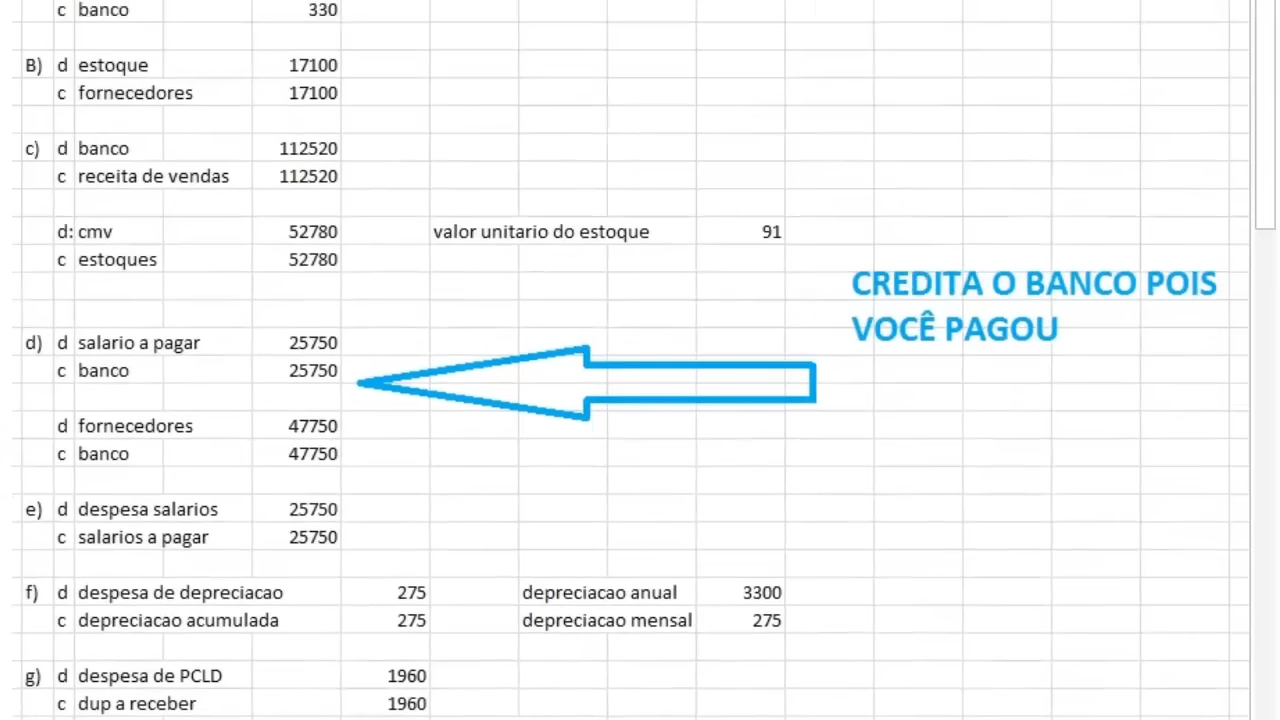 c banco 330
B) d estoque 17100
c fornecedores 17100
c) d banco 112520
c receita de vendas 112520
d: cmv 52780 valor unitario do estoque 91
c estoques 52780
CREDITA O BANCO POIS
VOCÊ PAGOU
d) d salario a pagar 25750
c banco 25750
d fornecedores 47750
c banco 47750
e) d despesa salarios 25750
c salarios a pagar 25750
f) d despesa de depreciacao 275 depreciacao anual 3300
c depreciacao acumulada 275 depreciacao mensal 275
g) d despesa de PCLD 1960
c dup a receber 1960